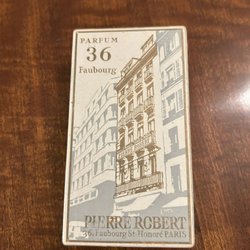 PARFUM
36
Faubourg
PIERRE ROBERT
36, Faubourg St-Honoré PARIS